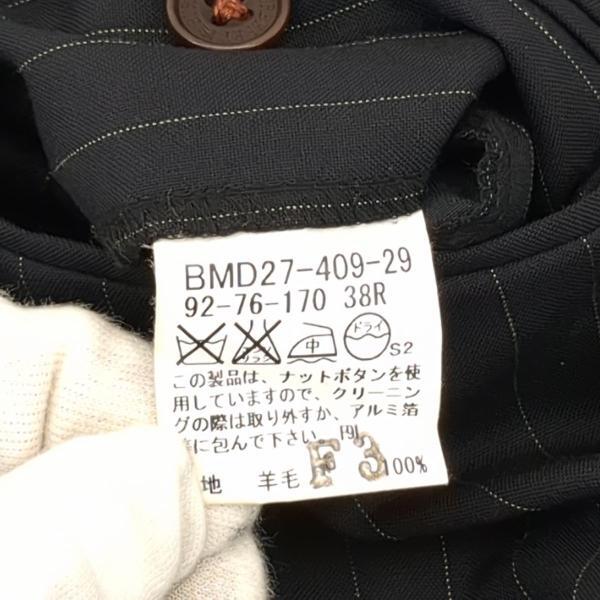 BMD27-409-29
92-76-170 38R
中 ドライ S2
この製品は、ナットボタンを使
用していますので、クリーニン
グの際は取り外すか、アルミ箔
等に包んで下さい。
地 羊毛 100%
F 3